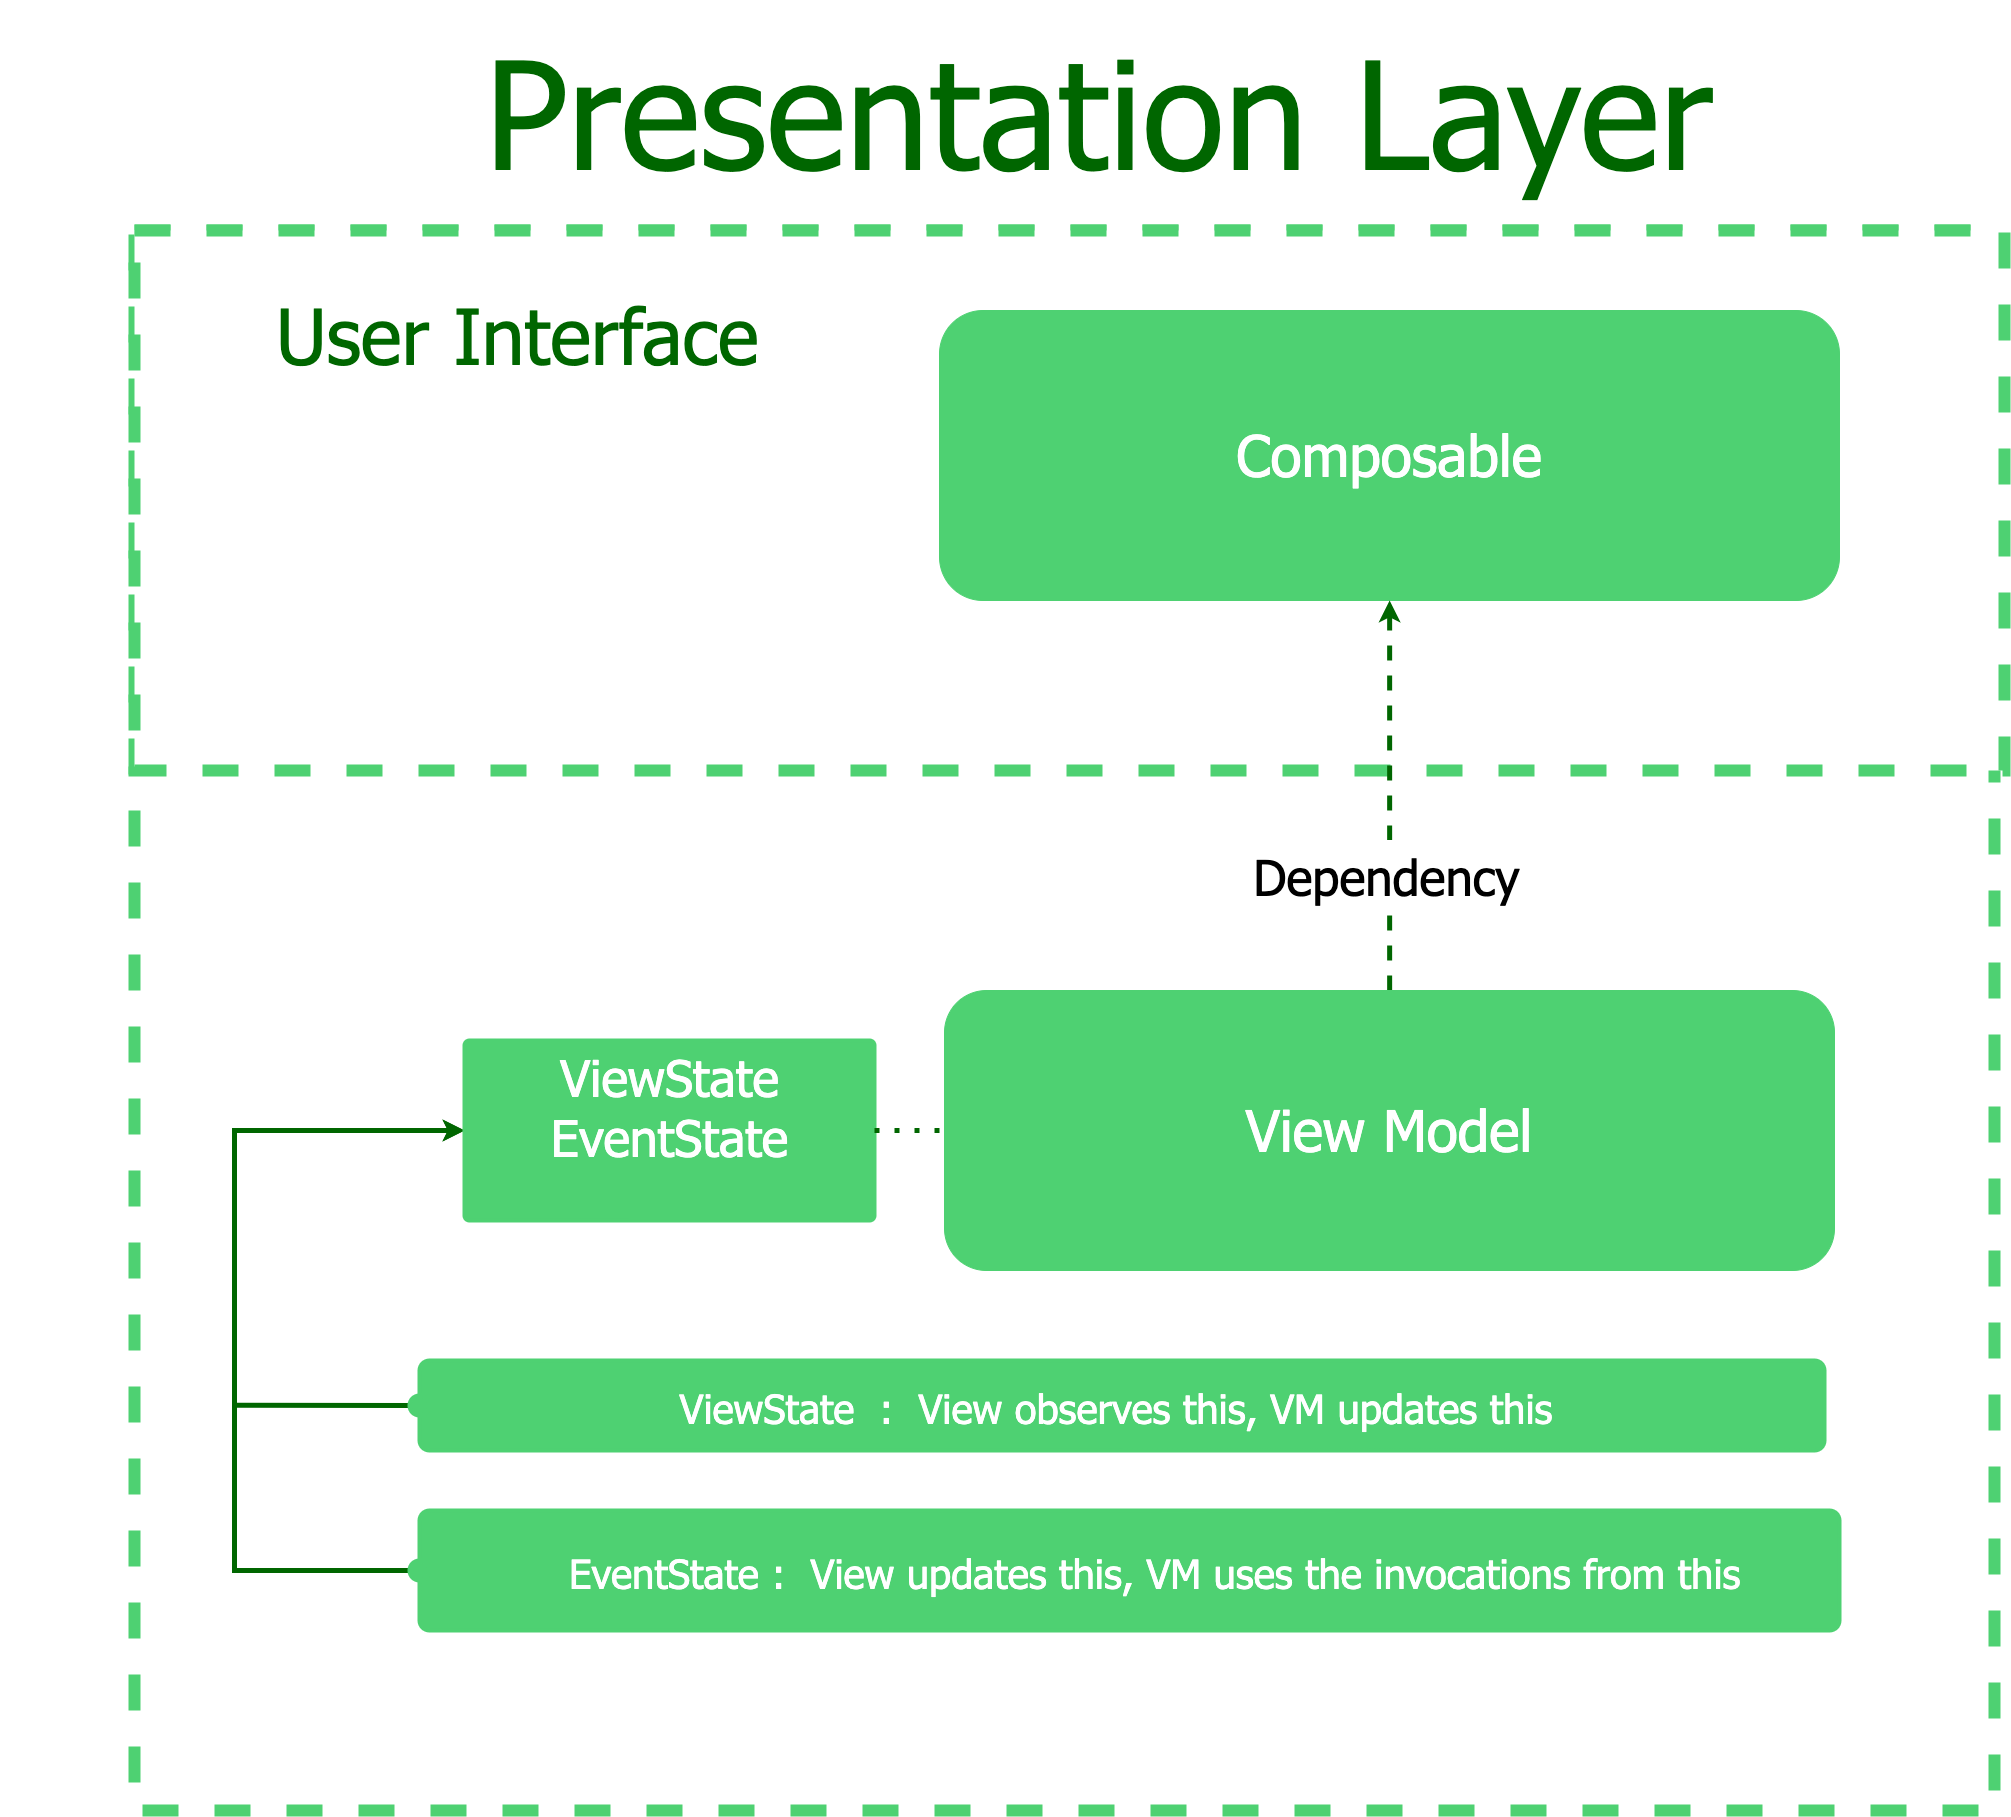 Presentation Layer
User Interface
Composable
Dependency
ViewState
EventState
View Model
ViewState : View observes this, VM updates this
EventState : View updates this, VM uses the invocations from this